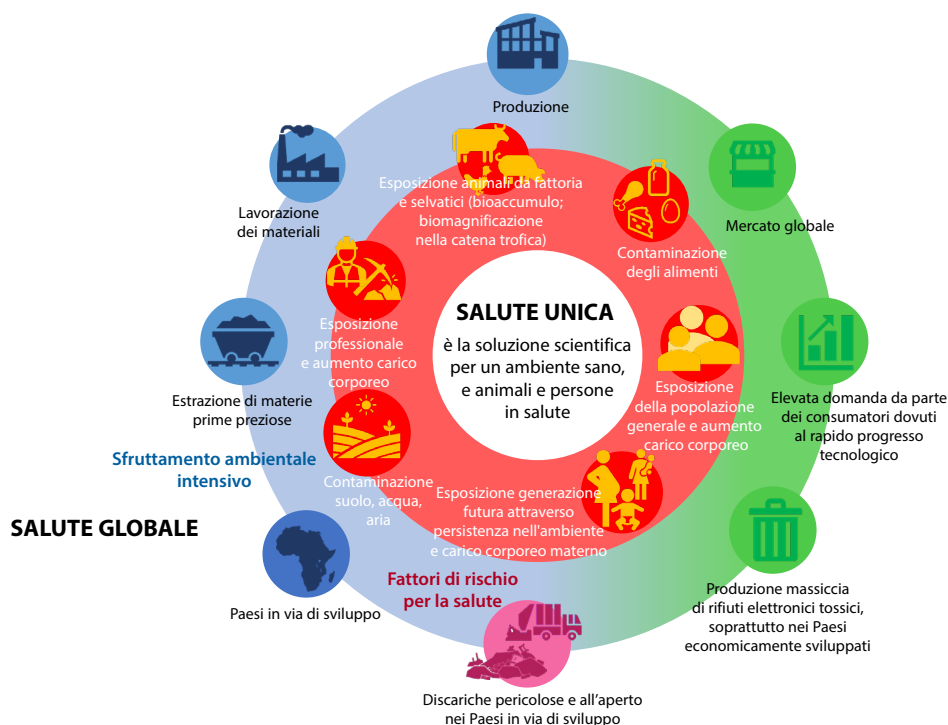 Produzione
Lavorazione
dei materiali
Mercato globale
Esposizione animali da fattoria
e selvatici (bioaccumulo;
biomagnificazione
nella catena trofica)
Contaminazione
degli alimenti
SALUTE UNICA
è la soluzione scientifica
per un ambiente sano,
e animali e persone
in salute
Esposizione
professionale
e aumento carico
corporeo
Esposizione
della popolazione
generale e aumento
carico corporeo
Estrazione di materie
prime preziose
Elevata domanda da parte
dei consumatori dovuti
al rapido progresso
tecnologico
Sfruttamento ambientale
intensivo
Contaminazione
suolo, acqua,
aria
Esposizione generazione
futura attraverso
persistenza nell'ambiente
e carico corporeo materno
SALUTE GLOBALE
Fattori di rischio
per la salute
Paesi in via di sviluppo
Produzione massiccia
di rifiuti elettronici tossici,
soprattutto nei Paesi
economicamente sviluppati
Discariche pericolose e all’aperto
nei Paesi in via di sviluppo